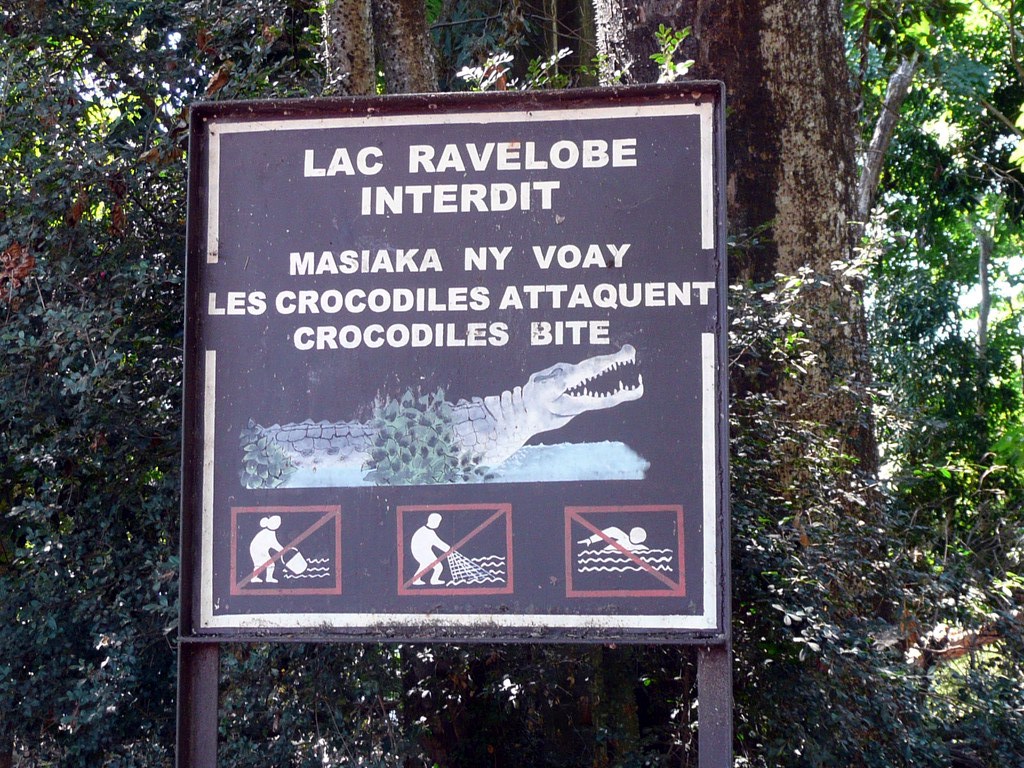 LAC RAVELOBE
INTERDIT
MASIAKA NY VOAY
LES CROCODILES ATTAQUENT
CROCODILES BITE